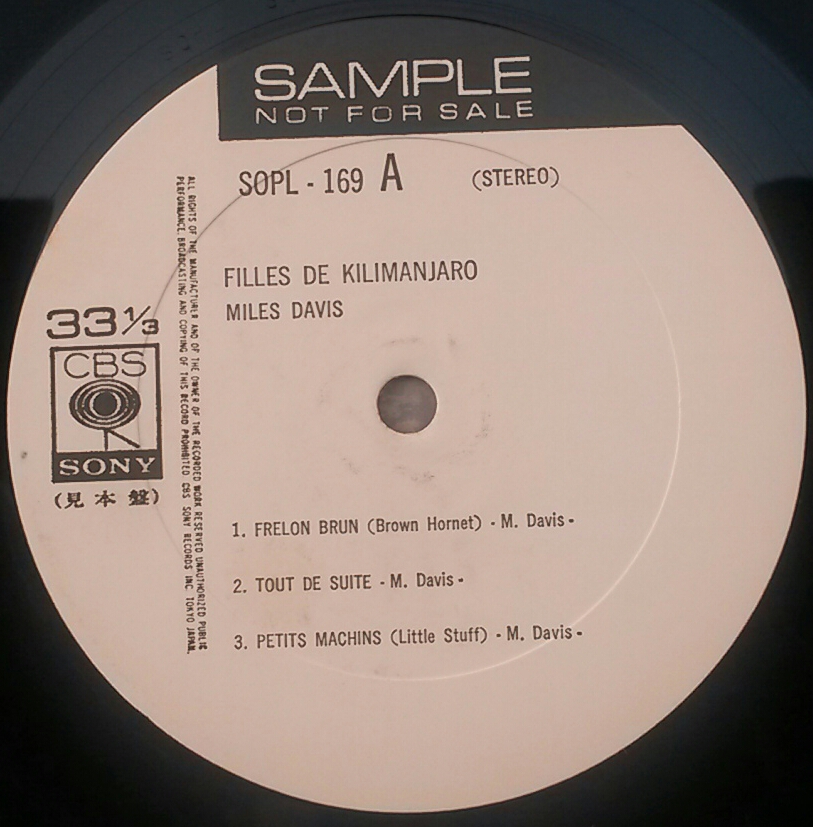 SAMPLE
NOT FOR SALE
SOPL - 169 A (STEREO)
ALL RIGHTS OF THE MANUFACTURER AND OF THE OWNER OF THE RECORDED WORK RESERVED UNAUTHORIZED PUBLIC
PERFORMANCE, BROADCASTING AND COPYING OF THIS RECORD PROHIBITED CBS SONY RECORDS INC. TOKYO JAPAN.
FILLES DE KILIMANJARO
MILES DAVIS
33⅓
CBS
SONY
(見本盤)
1. FRELON BRUN (Brown Hornet) - M. Davis -
2. TOUT DE SUITE - M. Davis -
3. PETITS MACHINS (Little Stuff) - M. Davis -